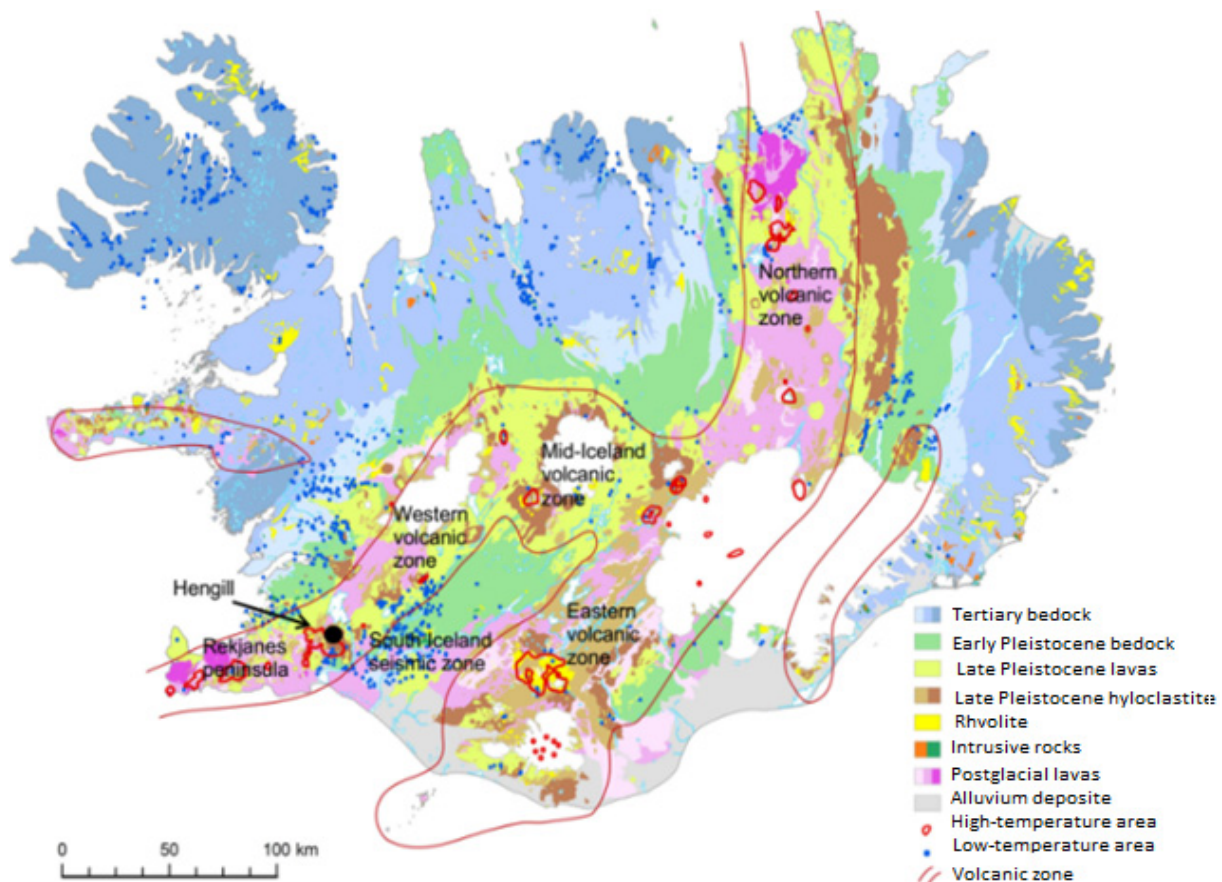 Northern
volcanic
zone
Mid-Iceland
volcanic
zone
Western
volcanic
zone
Hengill
Rekjanes
peninsula
South Iceland
seismic zone
Eastern
volcanic
zone
Tertiary bedock
Early Pleistocene bedock
Late Pleistocene lavas
Late Pleistocene hyloclastite
Rhvolite
Intrusive rocks
Postglacial lavas
Alluvium deposite
High-temperature area
Low-temperature area
Volcanic zone
0 50 100 km